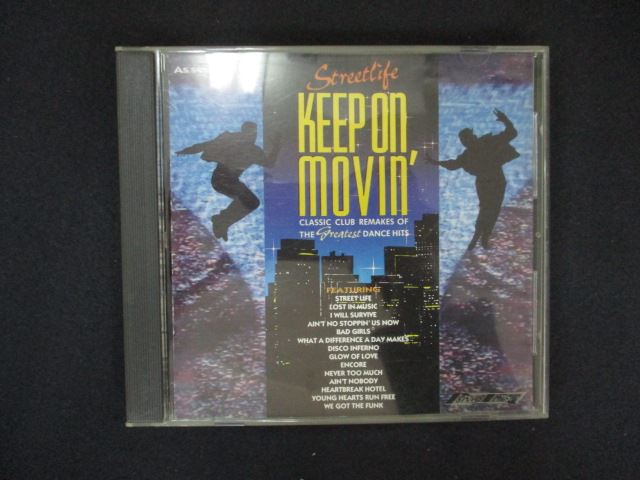 Streetlife
KEEP ON
MOVIN'
CLASSIC CLUB REMAKES OF
THE Greatest DANCE HITS
FEATURING
STREET LIFE
LOST IN MUSIC
I WILL SURVIVE
AIN'T NO STOPPIN' US NOW
BAD GIRLS
WHAT A DIFFERENCE A DAY MAKES
DISCO INFERNO
GLOW OF LOVE
ENCORE
NEVER TOO MUCH
AIN'T NOBODY
HEARTBREAK HOTEL
YOUNG HEARTS RUN FREE
WE GOT THE FUNK